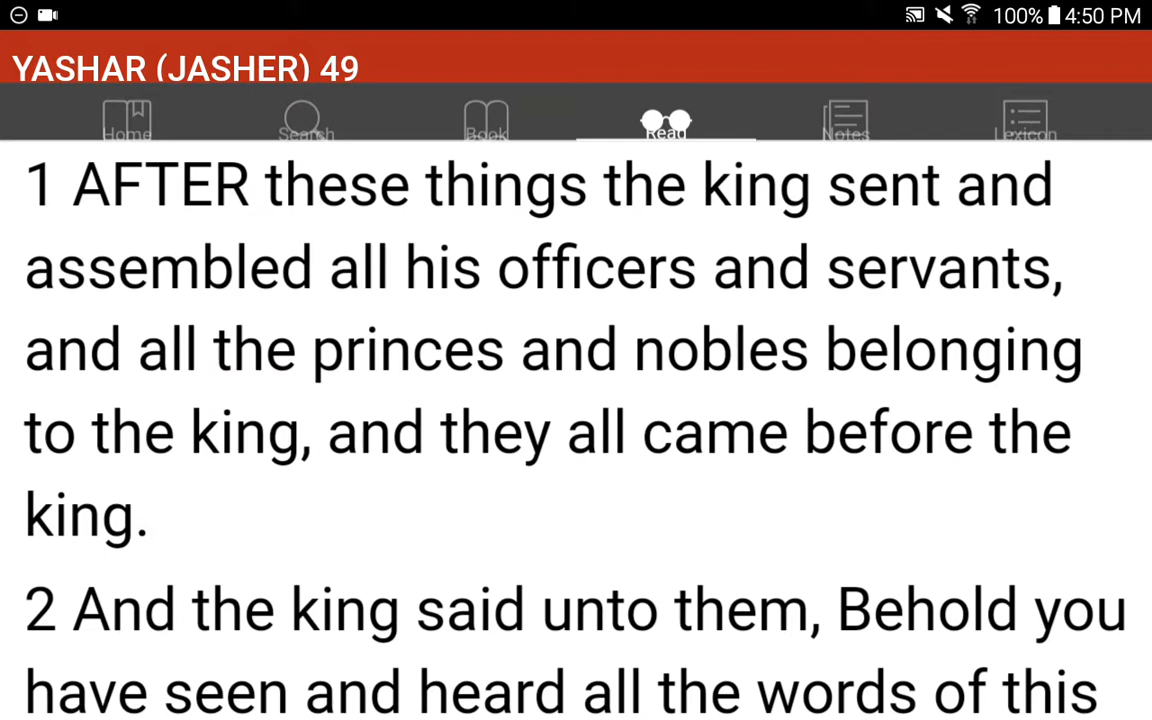 100% 4:50 PM
YASHAR (JASHER) 49
Home Search Book Read Notes Lexicon
1 AFTER these things the king sent and
assembled all his officers and servants,
and all the princes and nobles belonging
to the king, and they all came before the
king.
2 And the king said unto them, Behold you
have seen and heard all the words of this